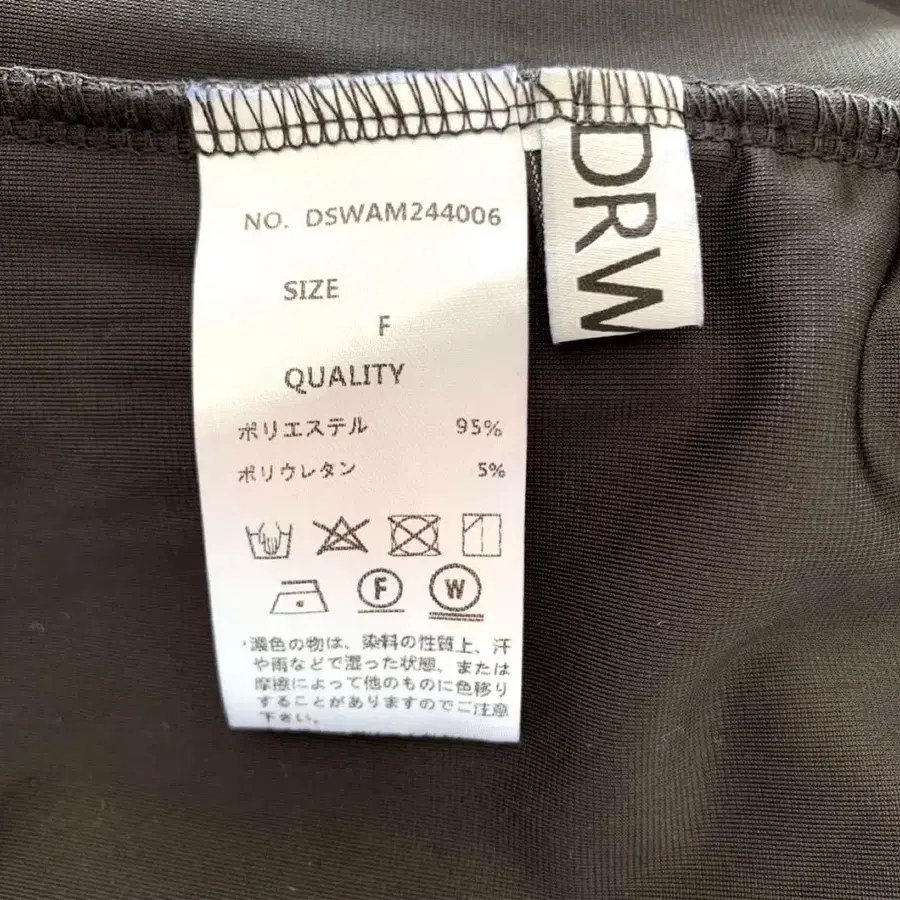 NO. DSWAM244006
SIZE
F
QUALITY
ポリエステル 95%
ポリウレタン 5%
F W
・濃色の物は、染料の性質上、汗
や雨などで湿った状態、または
摩擦によって他のものに色移り
することがありますのでご注意
下さい。
DRW